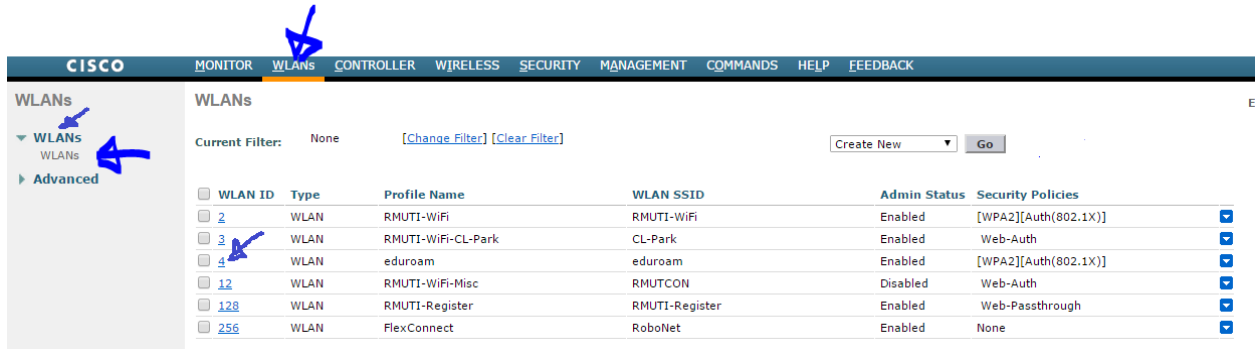 CISCO MONITOR WLANs CONTROLLER WIRELESS SECURITY MANAGEMENT COMMANDS HELP FEEDBACK
WLANs
WLANs
WLANs
Advanced
WLANs
E
Current Filter: None [Change Filter] [Clear Filter] Create New Go
WLAN ID Type Profile Name WLAN SSID Admin Status Security Policies
2 WLAN RMUTI-WiFi RMUTI-WiFi Enabled [WPA2][Auth(802.1X)]
3 WLAN RMUTI-WiFi-CL-Park CL-Park Enabled Web-Auth
4 WLAN eduroam eduroam Enabled [WPA2][Auth(802.1X)]
12 WLAN RMUTI-WiFi-Misc RMUTCON Disabled Web-Auth
128 WLAN RMUTI-Register RMUTI-Register Enabled Web-Passthrough
256 WLAN FlexConnect RoboNet Enabled None